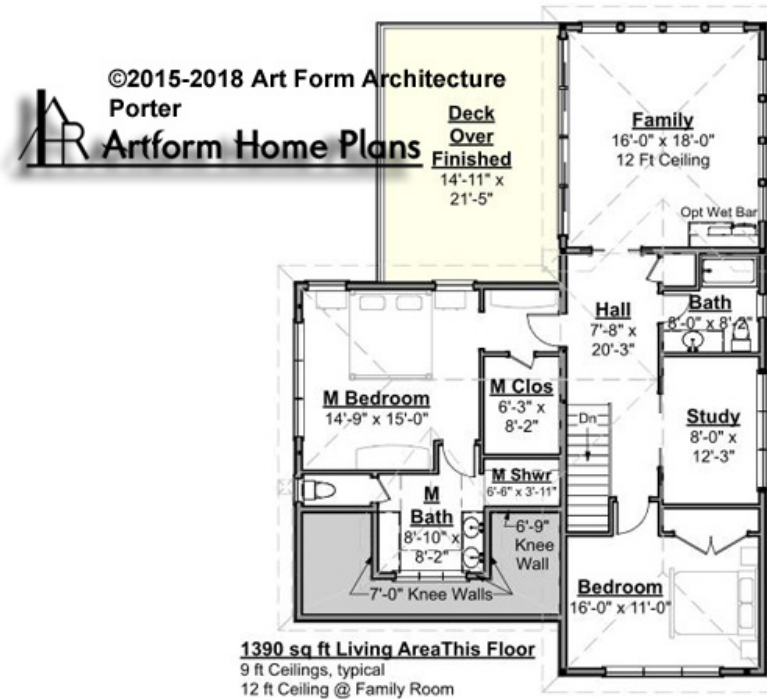 ©2015-2018 Art Form Architecture
Porter
Artform Home Plans
Deck
Over
Finished
14'-11" x
21'-5"
Family
16'-0" x 18'-0"
12 Ft Ceiling
Opt Wet Bar
Hall
7'-8" x
20'-3"
Bath
8'-0" x 8'-2"
M Bedroom
14'-9" x 15'-0"
M Clos
6'-3" x
8'-2"
Dn
Study
8'-0" x
12'-3"
M Shwr
6'-6" x 3'-11"
M
Bath
8'-10" x
8'-2"
6'-9"
Knee
Wall
7'-0" Knee Walls
Bedroom
16'-0" x 11'-0"
1390 sq ft Living AreaThis Floor
9 ft Ceilings, typical
12 ft Ceiling @ Family Room